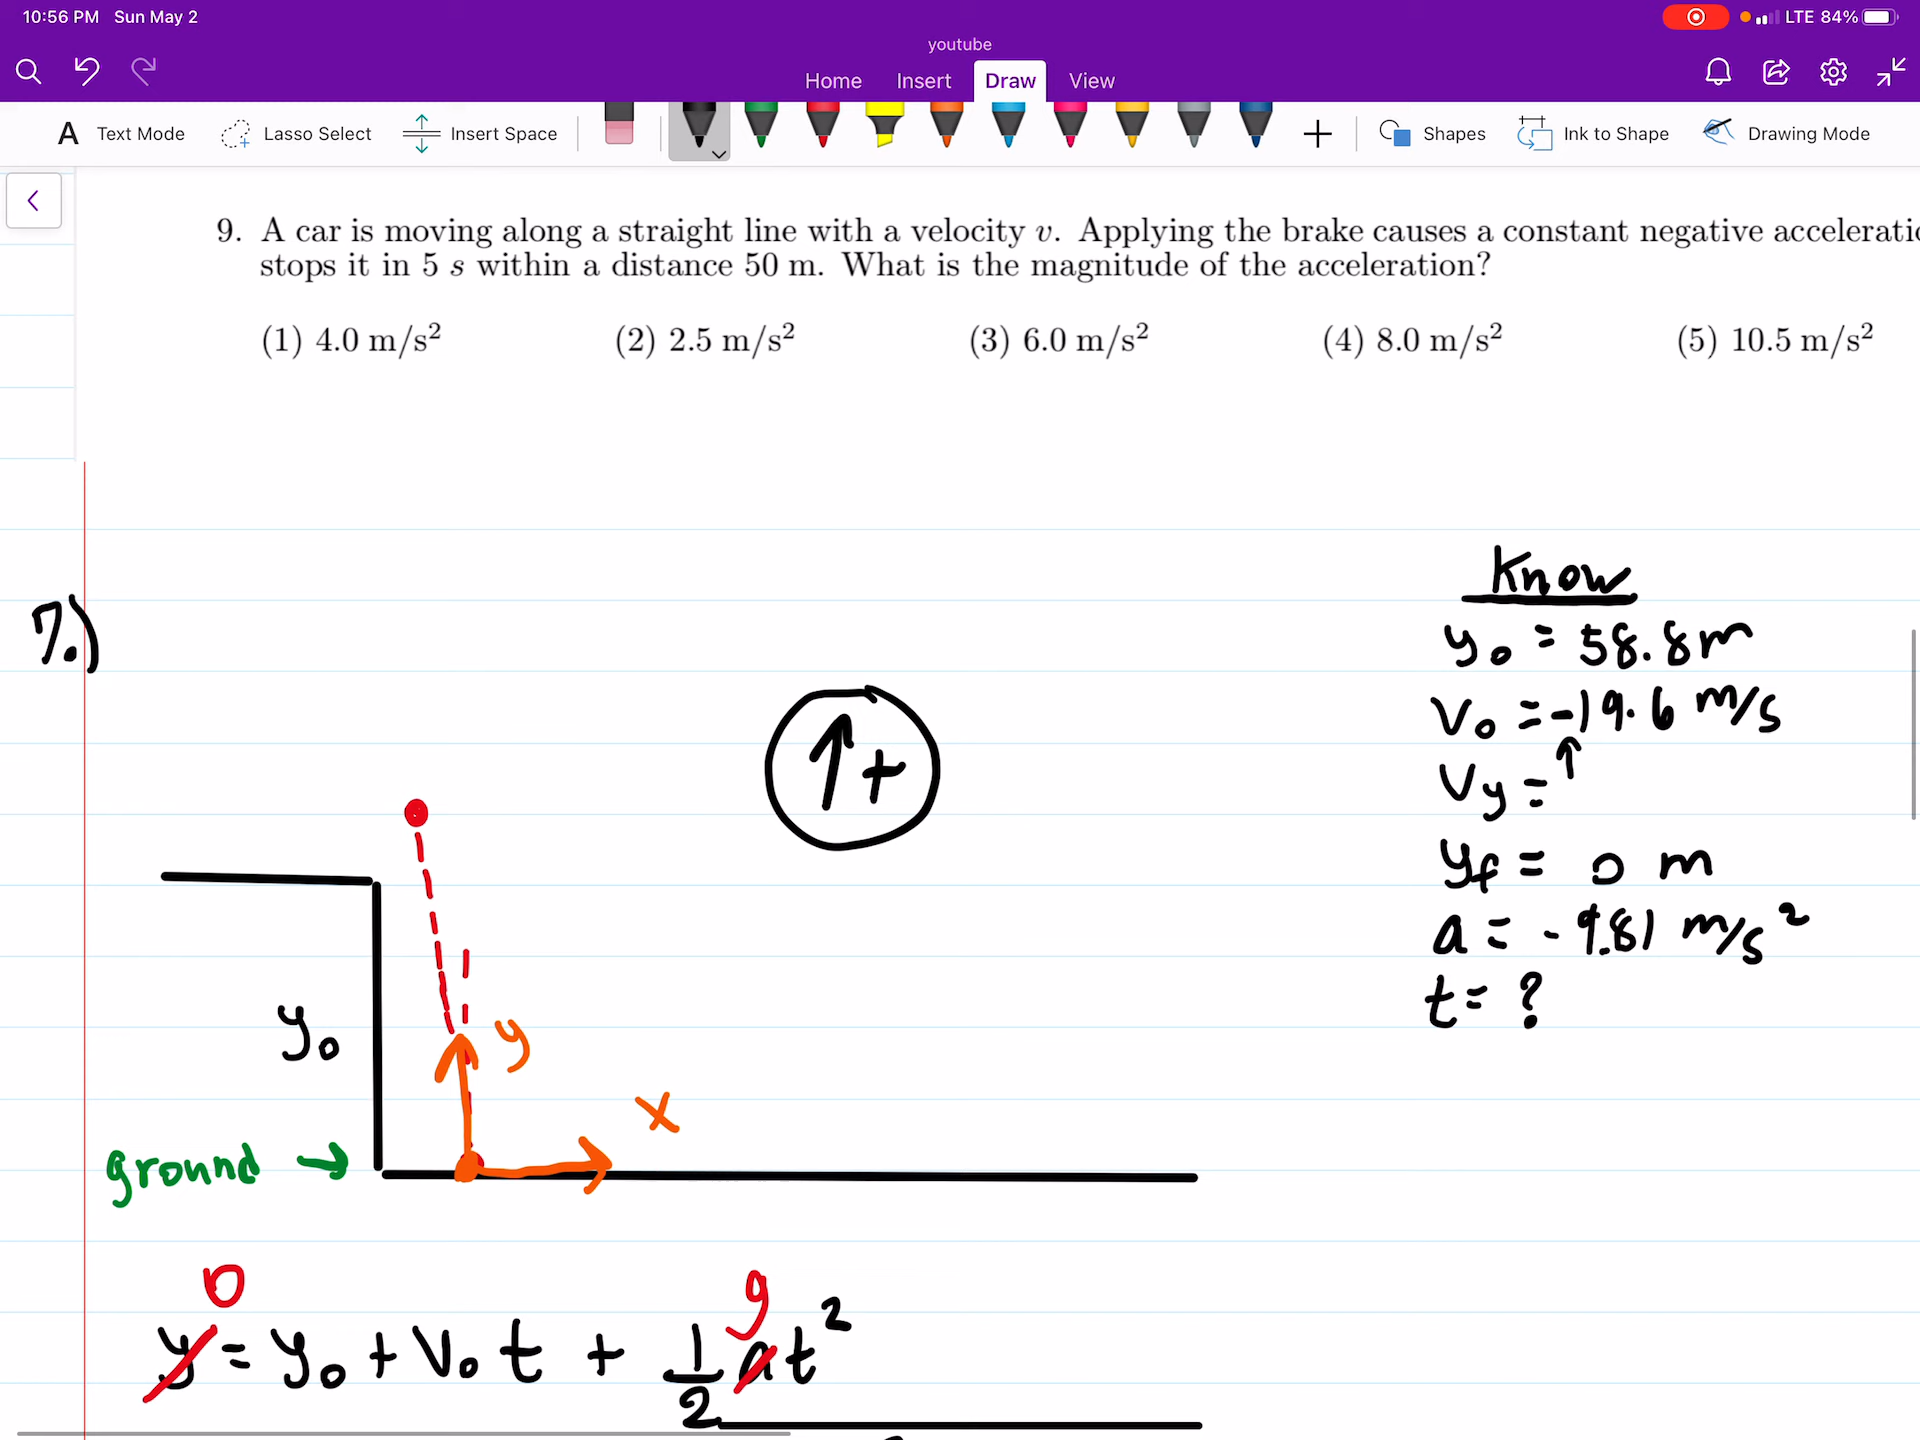 10:56 PM Sun May 2
LTE 84%
youtube
Home Insert Draw View
A Text Mode Lasso Select Insert Space Shapes Ink to Shape Drawing Mode
9. A car is moving along a straight line with a velocity v. Applying the brake causes a constant negative accelerati
stops it in 5 s within a distance 50 m. What is the magnitude of the acceleration?
(1) 4.0 m/s² (2) 2.5 m/s² (3) 6.0 m/s² (4) 8.0 m/s² (5) 10.5 m/s²
7.)
Know
y₀ = 58.8m
V₀ = -19.6 m/s
Vy =
yf = 0 m
a = -9.81 m/s²
t = ?
↑+
y₀
y
x
ground →
0
g
y = y₀ + V₀t + 1/2 at²